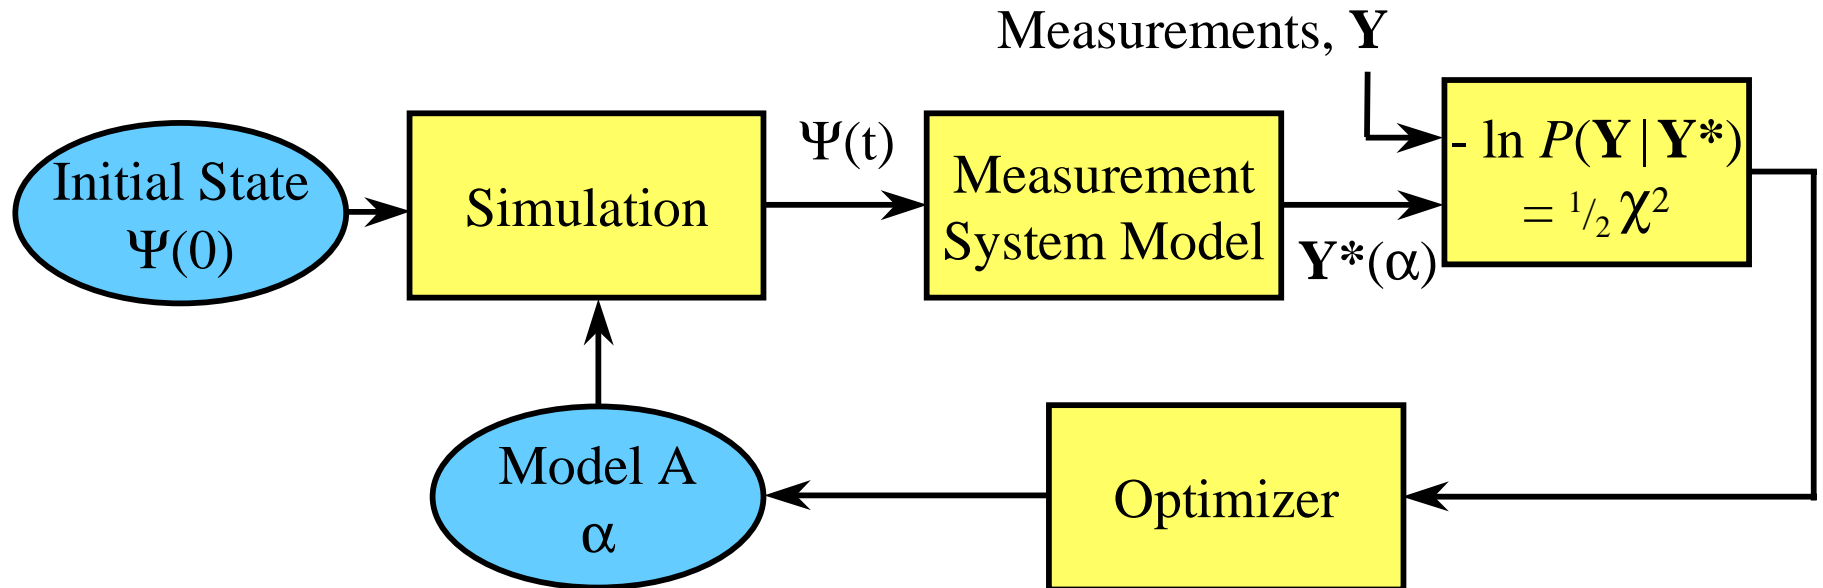 Measurements, Y
Initial State
Ψ(0)
Simulation
Ψ(t)
Measurement
System Model
Y*(α)
- ln P(Y | Y*)
= 1/2 χ²
Model A
α
Optimizer